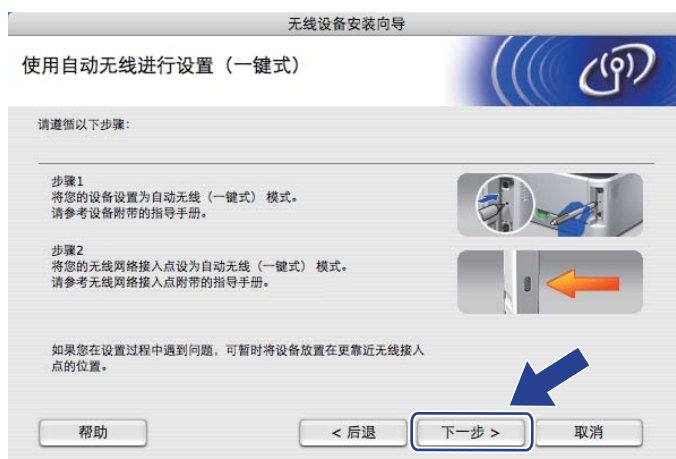 无线设备安装向导
使用自动无线进行设置（一键式）
请遵循以下步骤：
步骤1
将您的设备设置为自动无线（一键式） 模式。
请参考设备附带的指导手册。
步骤2
将您的无线网络接入点设为自动无线（一键式） 模式。
请参考无线网络接入点附带的指导手册。
如果您在设置过程中遇到问题，可暂时将设备放置在更靠近无线接入
点的位置。
帮助
< 后退
下一步 >
取消